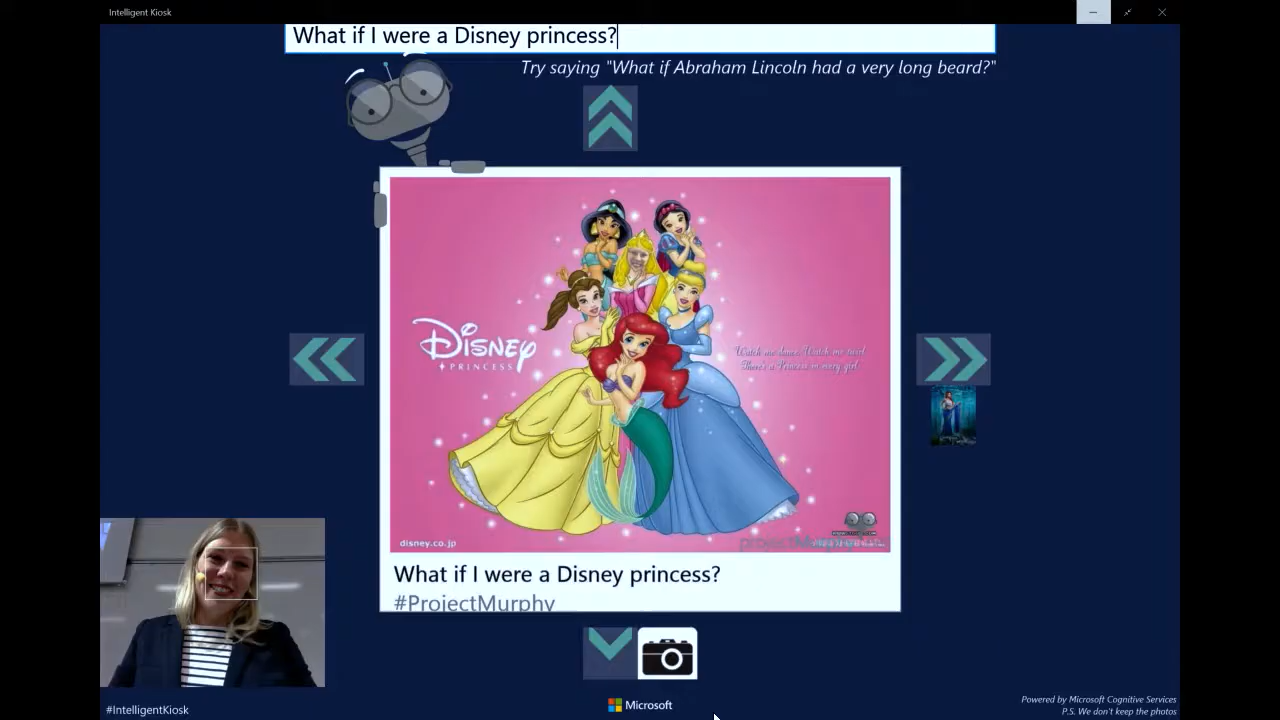 Intelligent Kiosk
What if I were a Disney princess?
Try saying "What if Abraham Lincoln had a very long beard?"
Disney
PRINCESS
Watch me dance. Watch me twirl.
There's a Princess in every girl.
disney.co.jp
projectMurphy
What if I were a Disney princess?
#ProjectMurphy
#IntelligentKiosk
Microsoft
Powered by Microsoft Cognitive Services
P.S. We don't keep the photos